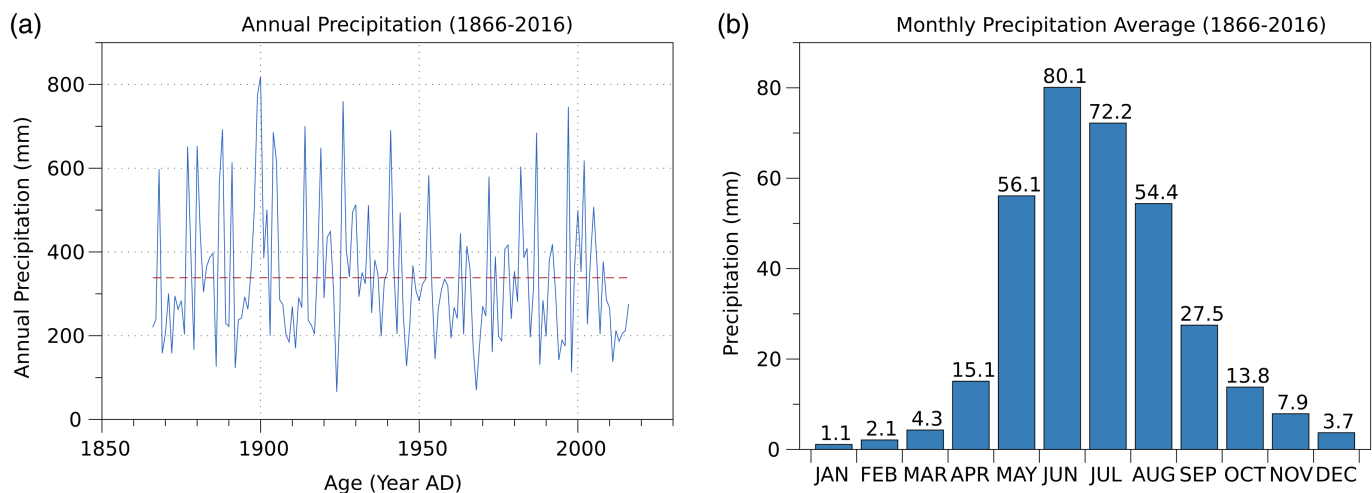 (a)
Annual Precipitation (1866-2016)
Annual Precipitation (mm)
800
600
400
200
0
1850
1900
1950
2000
Age (Year AD)
(b)
Monthly Precipitation Average (1866-2016)
Precipitation (mm)
80
60
40
20
0
1.1
2.1
4.3
15.1
56.1
80.1
72.2
54.4
27.5
13.8
7.9
3.7
JAN
FEB
MAR
APR
MAY
JUN
JUL
AUG
SEP
OCT
NOV
DEC